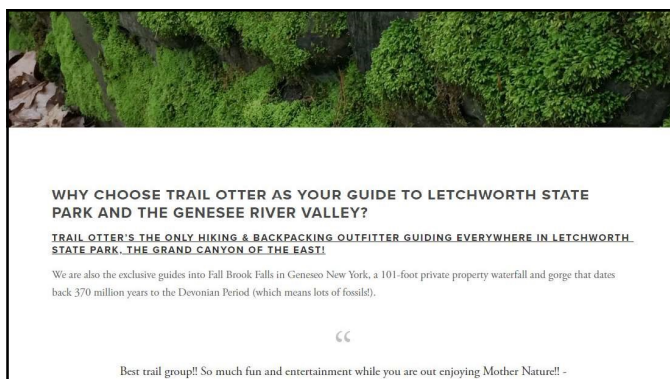 WHY CHOOSE TRAIL OTTER AS YOUR GUIDE TO LETCHWORTH STATE
PARK AND THE GENESEE RIVER VALLEY?
TRAIL OTTER'S THE ONLY HIKING & BACKPACKING OUTFITTER GUIDING EVERYWHERE IN LETCHWORTH
STATE PARK, THE GRAND CANYON OF THE EAST!
We are also the exclusive guides into Fall Brook Falls in Geneseo New York, a 101-foot private property waterfall and gorge that dates
back 370 million years to the Devonian Period (which means lots of fossils!).
“
Best trail group!! So much fun and entertainment while you are out enjoying Mother Nature!! -